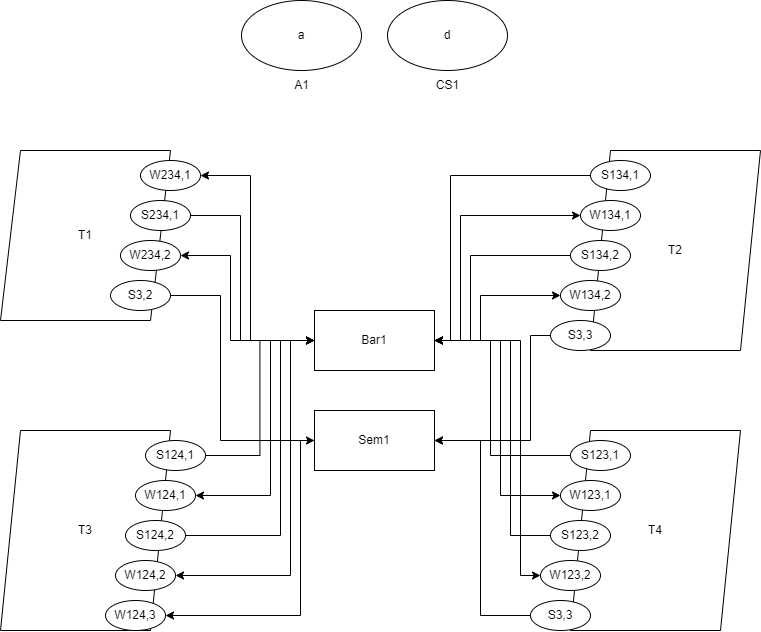 a
d
A1
CS1
W234,1
S234,1
T1
W234,2
S3,2
S134,1
W134,1
T2
S134,2
W134,2
S3,3
Bar1
Sem1
S124,1
W124,1
T3
S124,2
W124,2
W124,3
S123,1
W123,1
T4
S123,2
W123,2
S3,3